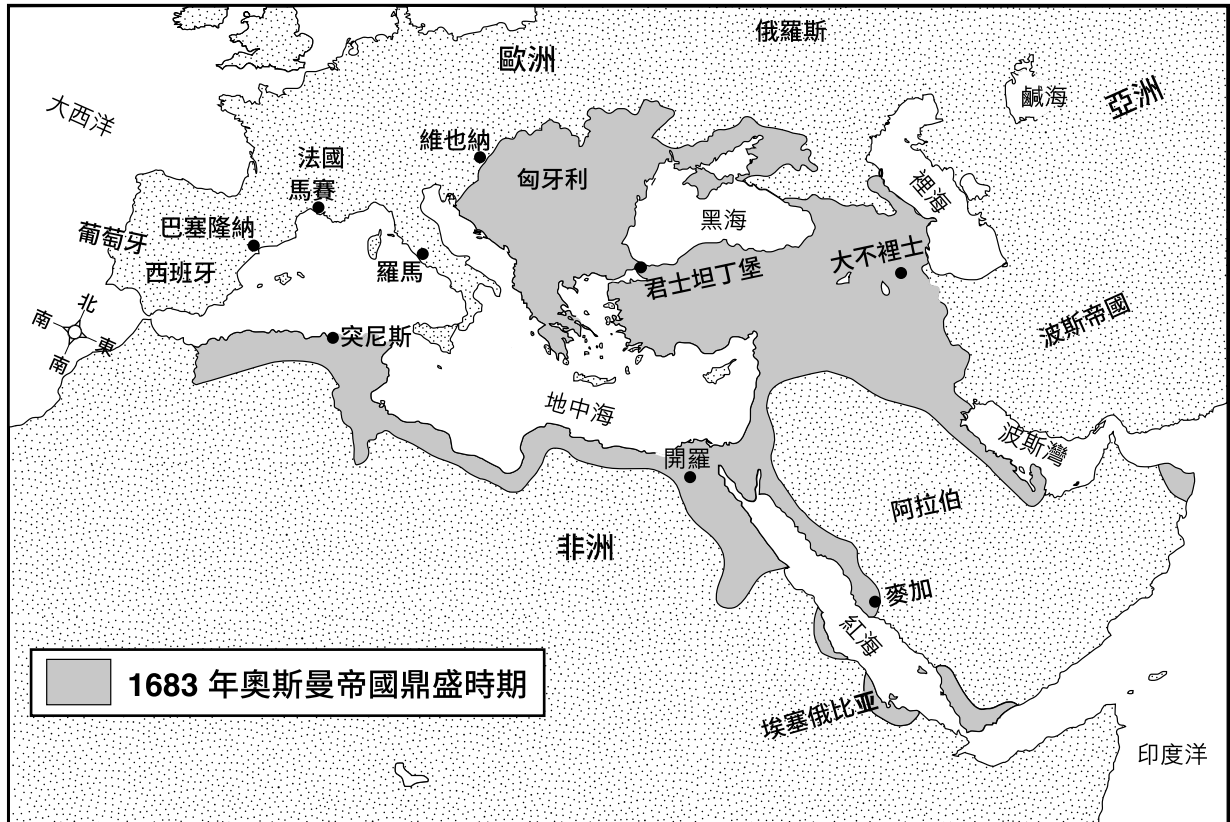 俄羅斯
歐洲
鹹海
亞洲
大西洋
維也納
法國
馬賽
匈牙利
裡海
黑海
葡萄牙
巴塞隆納
西班牙
羅馬
君士坦丁堡
大不裡士
北
南
東
南
突尼斯
波斯帝國
地中海
波斯灣
開羅
阿拉伯
非洲
麥加
紅海
1683 年奧斯曼帝國鼎盛時期
埃塞俄比亚
印度洋